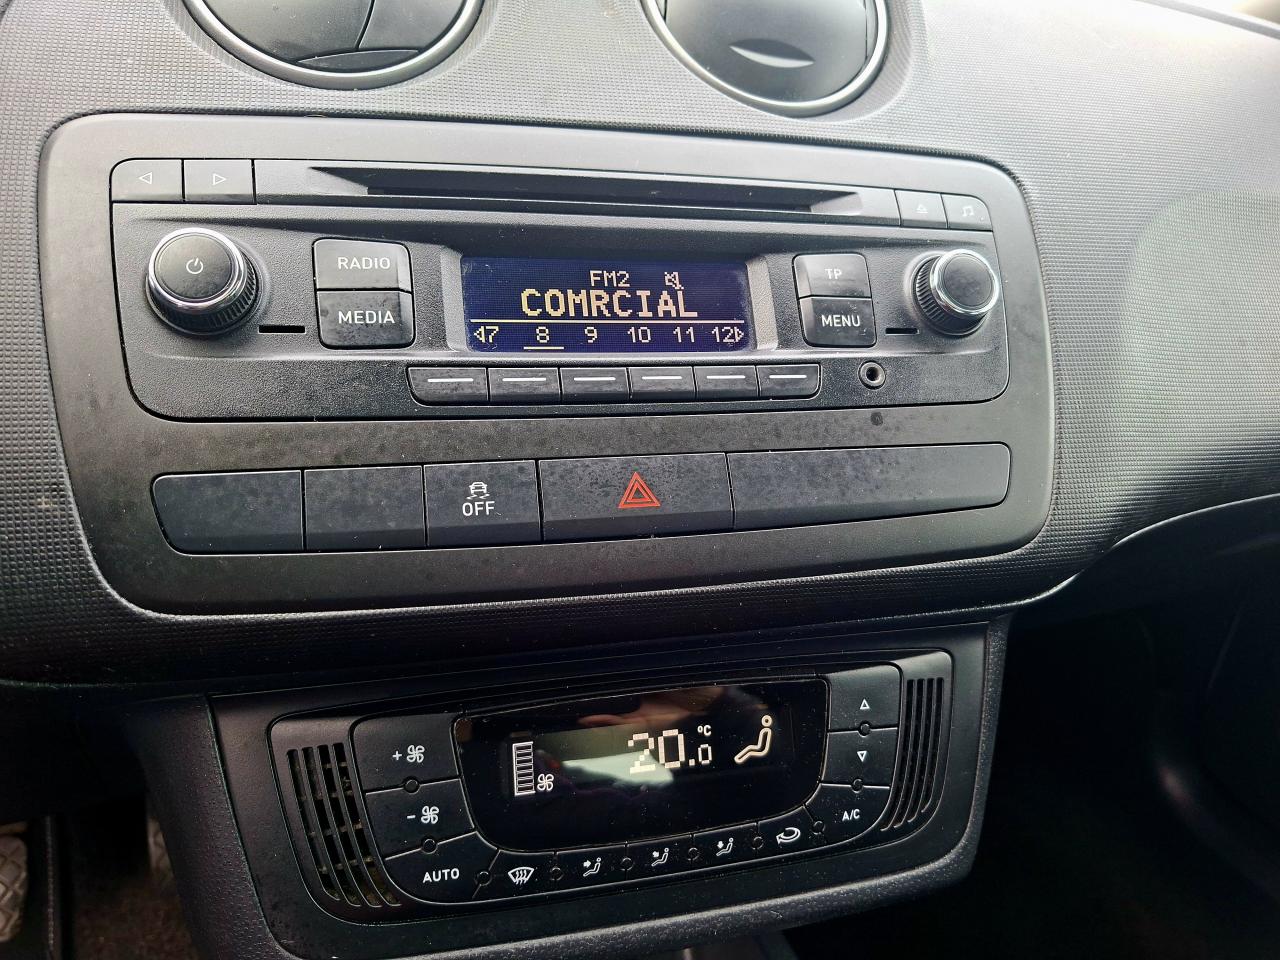 RADIO
MEDIA
FM2
COMRCIAL
7 8 9 10 11 12
TP
MENU
OFF
+
-
AUTO
20.0 °C
A/C